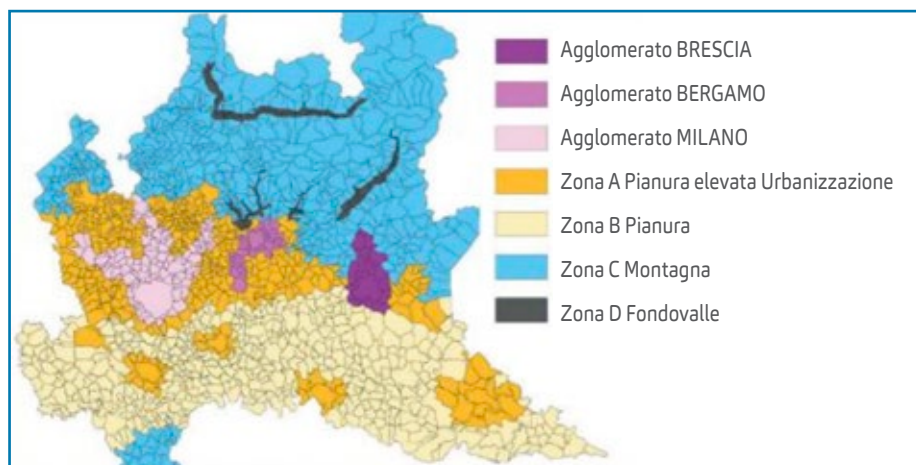 Agglomerato BRESCIA
Agglomerato BERGAMO
Agglomerato MILANO
Zona A Pianura elevata Urbanizzazione
Zona B Pianura
Zona C Montagna
Zona D Fondovalle